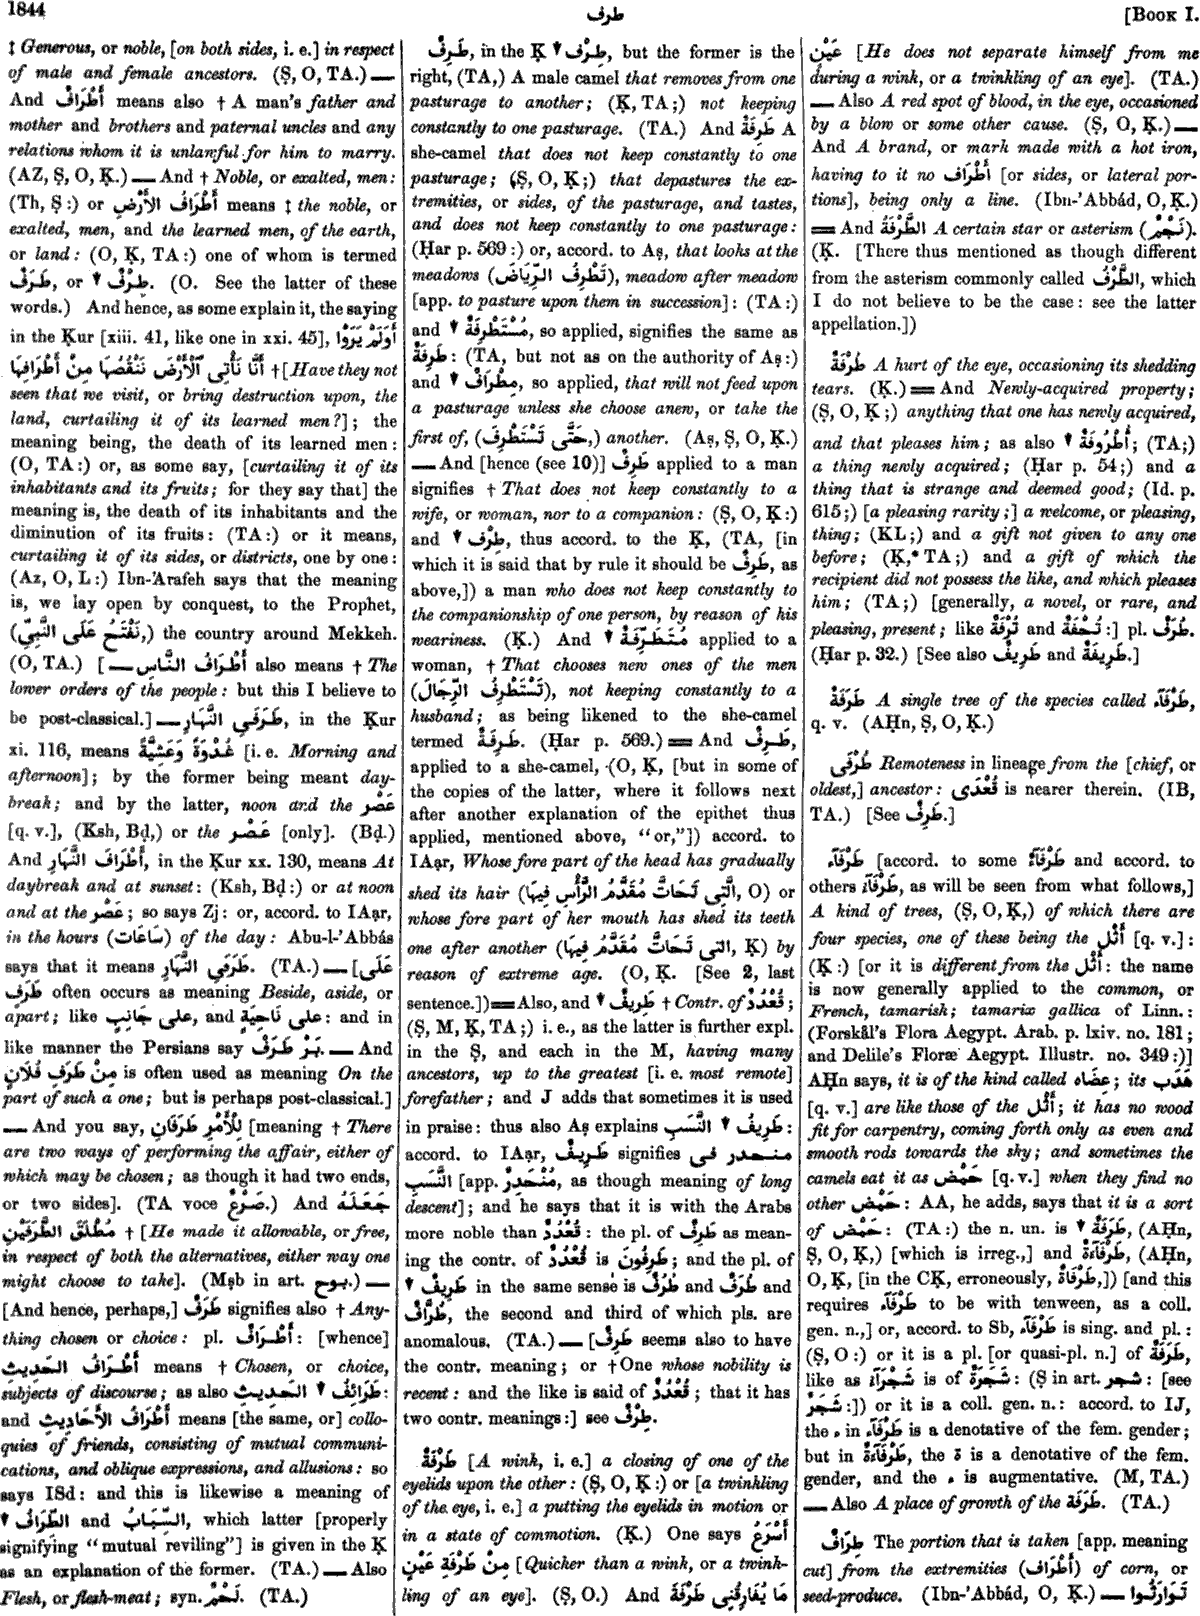 1844
طرف
[BOOK I.
‡ Generous, or noble, [on both sides, i. e.] in respect
of male and female ancestors. (Ṣ, O, TA.) —
And أَطْرَافٌ means also † A man's father and
mother and brothers and paternal uncles and any
relations whom it is unlawful for him to marry.
(AZ, Ṣ, O, Ḳ.) — And † Noble, or exalted, men:
(Th, Ṣ :) or أَطْرَافُ الأَرْضِ means ‡ the noble, or
exalted, men, and the learned men, of the earth,
or land: (O, Ḳ, TA :) one of whom is termed
طَرَفٌ, or طِرْفٌ. (O. See the latter of these
words.) And hence, as some explain it, the saying
in the Ḳur [xiii. 41, like one in xxi. 45], أَوَلَمْ يَرَوْا
أَنَّا نَأْتِى ٱلْأَرْضَ نَنْقُصُهَا مِنْ أَطْرَافِهَا † [Have they not
seen that we visit, or bring destruction upon, the
land, curtailing it of its learned men?]; the
meaning being, the death of its learned men:
(O, TA:) or, as some say, [curtailing it of its
inhabitants and its fruits; for they say that] the
meaning is, the death of its inhabitants and the
diminution of its fruits: (TA:) or it means,
curtailing it of its sides, or districts, one by one:
(Az, O, L:) Ibn-'Arafeh says that the meaning
is, we lay open by conquest, to the Prophet,
(نَفْتَحُ عَلَى النَّبِىِّ,) the country around Mekkeh.
(O, TA.) [— أَطْرَافُ النَّاسِ also means † The
lower orders of the people: but this I believe to
be post-classical.] — طَرَفَىِ النَّهَارِ, in the Ḳur
xi. 116, means غُدْوَةً وَعَشِيَّةً [i. e. Morning and
afternoon]; by the former being meant day-
break; and by the latter, noon and the عَصْر
[q. v.], (Ksh, Bḍ,) or the عَصْر [only]. (Bḍ.)
And أَطْرَافَ النَّهَارِ, in the Ḳur xx. 130, means At
daybreak and at sunset: (Ksh, Bḍ:) or at noon
and at the عَصْر; so says Zj: or, accord. to IAạr,
in the hours (سَاعَات) of the day: Abu-l-'Abbás
says that it means طَرَفَىِ النَّهَارِ. (TA.) — [عَلَى
طَرَفٍ often occurs as meaning Beside, aside, or
apart; like عَلَى جَانِبٍ, and عَلَى نَاحِيَةٍ: and in
like manner the Persians say بَرْ طَرَفْ. — And
مِنْ طَرَفِ فُلَانٍ is often used as meaning On the
part of such a one; but is perhaps post-classical.]
— And you say, لِلْأَمْرِ طَرَفَانِ [meaning † There
are two ways of performing the affair, either of
which may be chosen; as though it had two ends,
or two sides]. (TA voce صَرْعٌ.) And جَعَلَهُ
مُطْلَقَ الطَّرَفَيْنِ † [He made it allowable, or free,
in respect of both the alternatives, either way one
might choose to take]. (Mṣb in art. بوح.) —
[And hence, perhaps,] طَرَفٌ signifies also † Any-
thing chosen or choice: pl. أَطْرَافٌ: [whence]
أَطْرَافُ الحَدِيثِ means † Chosen, or choice,
subjects of discourse; as also ▼ طَرَائِفُ الحَدِيثِ:
and أَطْرَافُ الأَحَادِيثِ means [the same, or] collo-
quies of friends, consisting of mutual communi-
cations, and oblique expressions, and allusions: so
says ISd: and this is likewise a meaning of
▼ الطِّرَافُ and السِّبَابُ, which latter [properly
signifying "mutual reviling"] is given in the Ḳ
as an explanation of the former. (TA.) — Also
Flesh, or flesh-meat; syn. لَحْمٌ. (TA.)
طَرِفٌ, in the Ḳ ▼ طِرْفٌ, but the former is the
right, (TA,) A male camel that removes from one
pasturage to another; (Ḳ, TA;) not keeping
constantly to one pasturage. (TA.) And طَرِفَةٌ A
she-camel that does not keep constantly to one
pasturage; (Ṣ, O, Ḳ;) that depastures the ex-
tremities, or sides, of the pasturage, and tastes,
and does not keep constantly to one pasturage:
(Ḥar p. 569:) or, accord. to Aṣ, that looks at the
meadows (تَطْرِفُ الرِّيَاضَ), meadow after meadow
[app. to pasture upon them in succession]: (TA:)
and ▼ مُسْتَطْرِفَةٌ, so applied, signifies the same as
طَرِفَةٌ: (TA, but not as on the authority of Aṣ:)
and ▼ مِطْرَافٌ, so applied, that will not feed upon
a pasturage unless she choose anew, or take the
first of, (حَتَّى تَسْتَطْرِفَ,) another. (Aṣ, Ṣ, O, Ḳ.)
— And [hence (see 10)] طَرِفٌ applied to a man
signifies † That does not keep constantly to a
wife, or woman, nor to a companion: (Ṣ, O, Ḳ:)
and ▼ طِرْفٌ, thus accord. to the Ḳ, (TA, [in
which it is said that by rule it should be طَرِفٌ, as
above,]) a man who does not keep constantly to
the companionship of one person, by reason of his
weariness. (Ḳ.) And ▼ مُتَطَرِّفَةٌ applied to a
woman, † That chooses new ones of the men
(تَسْتَطْرِفُ الرِّجَالَ), not keeping constantly to a
husband; as being likened to the she-camel
termed طَرِفَةٌ. (Ḥar p. 569.) ═ And طَرِفٌ,
applied to a she-camel, (O, Ḳ, [but in some of
the copies of the latter, where it follows next
after another explanation of the epithet thus
applied, mentioned above, "or,"]) accord. to
IAạr, Whose fore part of the head has gradually
shed its hair (الَّتِى تَحَاتَّ مُقَدَّمُ الرَّأْسِ فِيهَا, O) or
whose fore part of her mouth has shed its teeth
one after another (التى تَحَاتَّ مُقَدَّمُ فِيهَا, Ḳ) by
reason of extreme age. (O, Ḳ. [See 2, last
sentence.]) ═ Also, and ▼ طَرِيفٌ † Contr. of قُعْدُدٌ;
(Ṣ, M, Ḳ, TA;) i. e., as the latter is further expl.
in the Ṣ, and each in the M, having many
ancestors, up to the greatest [i. e. most remote]
forefather; and J adds that sometimes it is used
in praise: thus also Aṣ explains ▼ طَرِيفُ النَّسَبِ:
accord. to IAạr, طَرِيفٌ signifies منحدر فى
النَّسَبِ [app. مُنْحَدِرٌ, as though meaning of long
descent]; and he says that it is with the Arabs
more noble than قُعْدُدٌ: the pl. of طَرِفٌ as mean-
ing the contr. of قُعْدُدٌ is طَرِفُونَ; and the pl. of
▼ طَرِيفٌ in the same sense is طُرُفٌ and طُرَفٌ and
طُرَّافٌ, the second and third of which pls. are
anomalous. (TA.) — [طَرِفٌ seems also to have
the contr. meaning; or † One whose nobility is
recent: and the like is said of قُعْدُدٌ; that it has
two contr. meanings:] see طِرْفٌ.
طَرْفَةٌ [A wink, i. e.] a closing of one of the
eyelids upon the other: (Ṣ, O, Ḳ:) or [a twinkling
of the eye, i. e.] a putting the eyelids in motion or
in a state of commotion. (Ḳ.) One says أَسْرَعُ
مِنْ طَرْفَةِ عَيْنٍ [Quicker than a wink, or a twink-
ling of an eye]. (Ṣ, O.) And مَا يُفَارِقُنِى طَرْفَةَ
عَيْنٍ [He does not separate himself from me
during a wink, or a twinkling of an eye]. (TA.)
— Also A red spot of blood, in the eye, occasioned
by a blow or some other cause. (Ṣ, O, Ḳ.) —
And A brand, or mark made with a hot iron,
having to it no أَطْرَاف [or sides, or lateral por-
tions], being only a line. (Ibn-'Abbád, O, Ḳ.)
═ And الطَّرْفَةُ A certain star or asterism (نَجْمٌ).
(Ḳ. [There thus mentioned as though different
from the asterism commonly called الطَّرْفُ, which
I do not believe to be the case: see the latter
appellation.])
طُرْفَةٌ A hurt of the eye, occasioning its shedding
tears. (Ḳ.) ═ And Newly-acquired property;
(Ṣ, O, Ḳ;) anything that one has newly acquired,
and that pleases him; as also ▼ أُطْرُوفَةٌ; (TA;)
a thing newly acquired; (Ḥar p. 54;) and a
thing that is strange and deemed good; (Id. p.
615;) [a pleasing rarity;] a welcome, or pleasing,
thing; (KL;) and a gift not given to any one
before; (Ḳ,* TA;) and a gift of which the
recipient did not possess the like, and which pleases
him; (TA;) [generally, a novel, or rare, and
pleasing, present; like تُحْفَةٌ and نُزْفَةٌ:] pl. طُرَفٌ.
(Ḥar p. 32.) [See also طَرِيفٌ and طَرِيفَةٌ.]
طَرَفَةٌ A single tree of the species called طَرْفَآء,
q. v. (AḤn, Ṣ, O, Ḳ.)
طُرْفَى Remoteness in lineage from the [chief, or
oldest,] ancestor: قُعْدَى is nearer therein. (IB,
TA.) [See طَرِفٌ.]
طَرْفَآءُ [accord. to some طَرْفَآءٌ and accord. to
others طَرْفَآءُ, as will be seen from what follows,]
A kind of trees, (Ṣ, O, Ḳ,) of which there are
four species, one of these being the أَثْل [q. v.]:
(Ḳ:) [or it is different from the أَثْل: the name
is now generally applied to the common, or
French, tamarisk; tamarix gallica of Linn.:
(Forskål's Flora Aegypt. Arab. p. lxiv. no. 181;
and Delile's Floræ Aegypt. Illustr. no. 349:)]
AḤn says, it is of the kind called عِضَاه; its هَدَب
[q. v.] are like those of the أَثْل; it has no wood
fit for carpentry, coming forth only as even and
smooth rods towards the sky; and sometimes the
camels eat it as حَمْض [q. v.] when they find no
other حَمْض: AA, he adds, says that it is a sort
of حَمْض: (TA:) the n. un. is ▼ طَرَفَةٌ, (AḤn,
Ṣ, O, Ḳ,) [which is irreg.,] and طَرْفَآءَةٌ, (AḤn,
O, Ḳ, [in the CḲ, erroneously, طَرْفَاةٌ,]) [and this
requires طَرْفَآء to be with tenween, as a coll.
gen. n.,] or, accord. to Sb, طَرْفَآء is sing. and pl.:
(Ṣ, O:) or it is a pl. [or quasi-pl. n.] of طَرَفَةٌ,
like as شَجْرَآءُ is of شَجَرَةٌ: (Ṣ in art. شجر: [see
شَجَرٌ:]) or it is a coll. gen. n.: accord. to IJ,
the ء in طَرْفَآء is a denotative of the fem. gender;
but in طَرْفَآءَةٌ, the ة is a denotative of the fem.
gender, and the ء is augmentative. (M, TA.)
— Also A place of growth of the طَرَفَة. (TA.)
طِرَافٌ The portion that is taken [app. meaning
cut] from the extremities (أَطْرَاف) of corn, or
seed-produce. (Ibn-'Abbád, O, Ḳ.) — تَوَارَثُوا